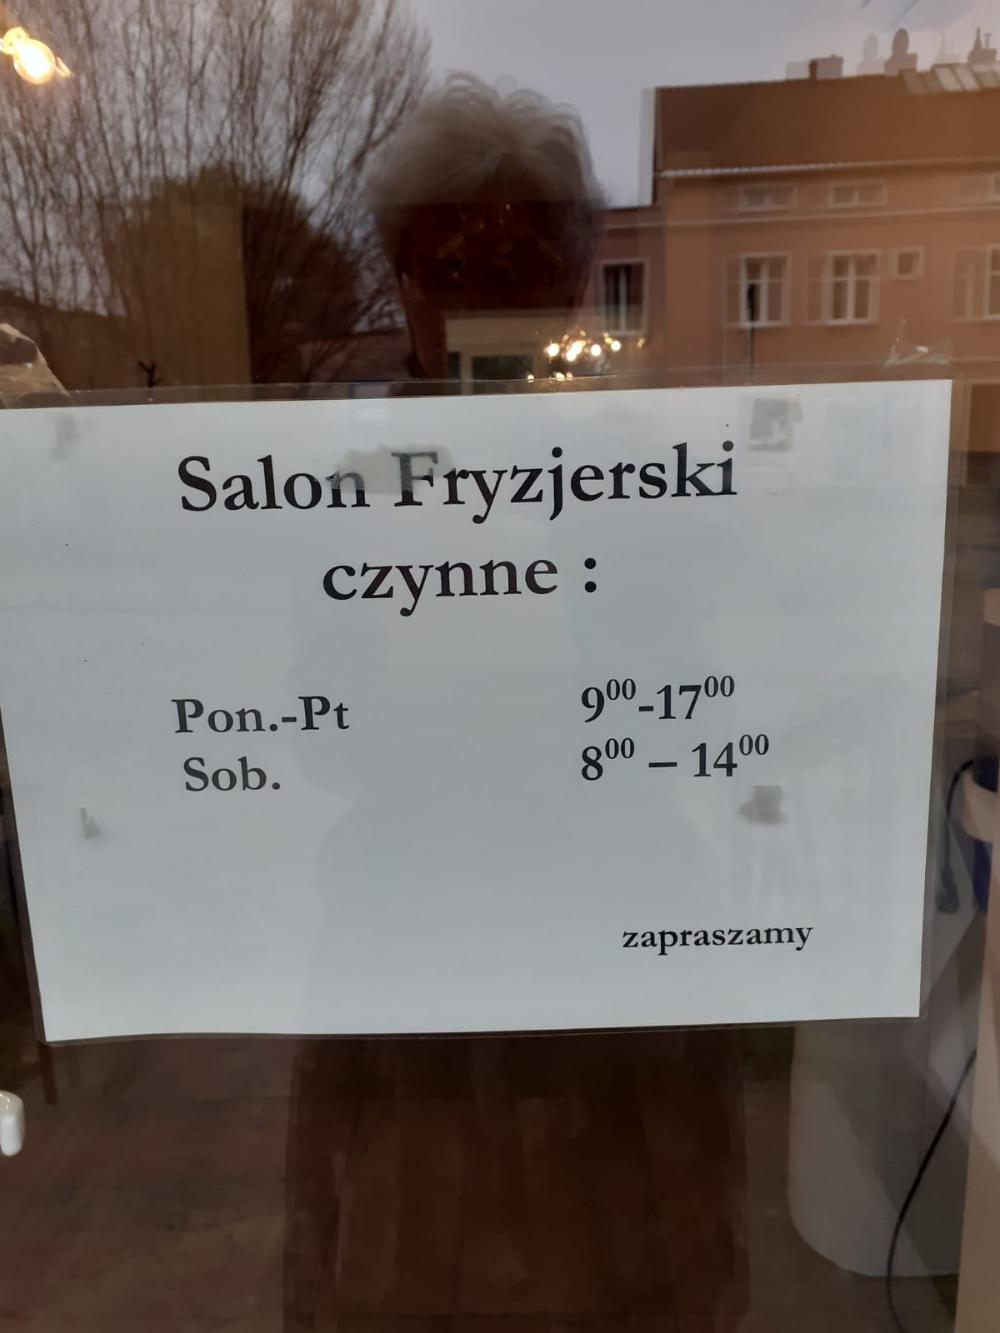 Salon Fryzjerski
czynne :
Pon.-Pt 9⁰⁰-17⁰⁰
Sob. 8⁰⁰ – 14⁰⁰
zapraszamy